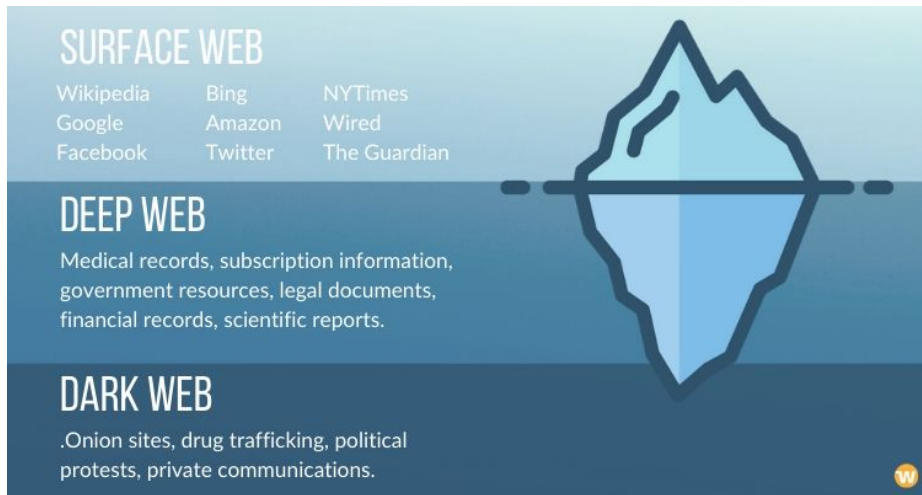 SURFACE WEB
Wikipedia Bing NYTimes
Google Amazon Wired
Facebook Twitter The Guardian
DEEP WEB
Medical records, subscription information,
government resources, legal documents,
financial records, scientific reports.
DARK WEB
.Onion sites, drug trafficking, political
protests, private communications.
W